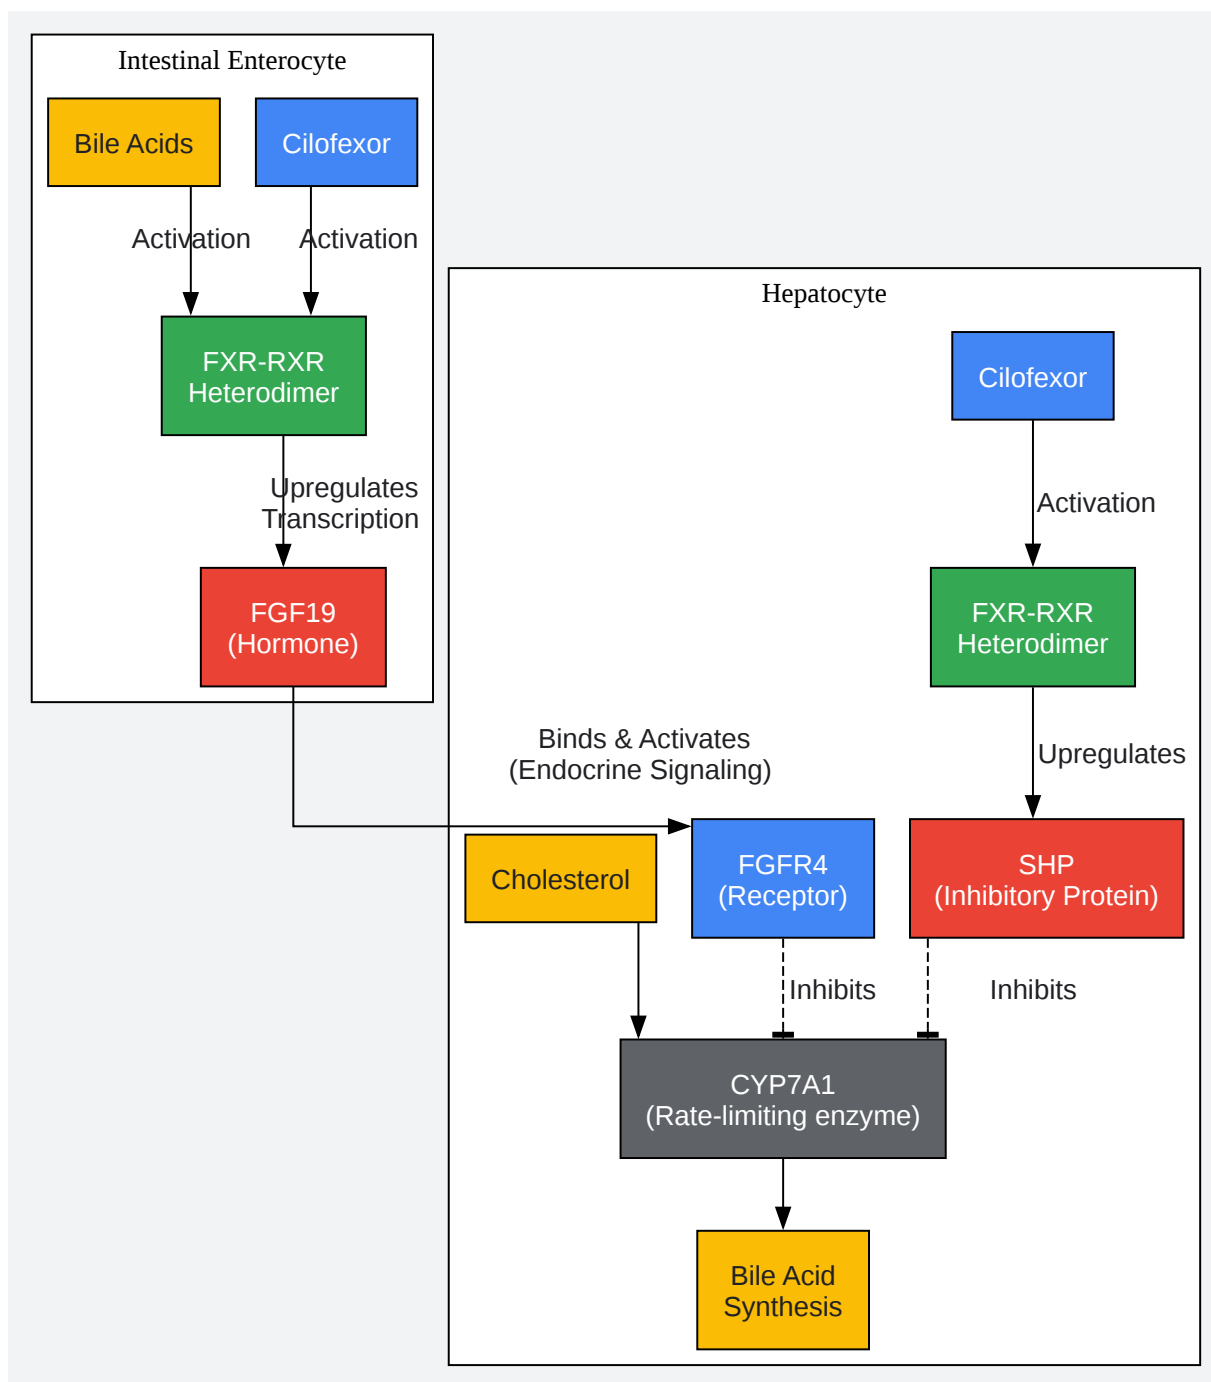 Intestinal Enterocyte
Bile Acids
Cilofexor
Activation
Activation
FXR-RXR
Heterodimer
Upregulates
Transcription
FGF19
(Hormone)
Hepatocyte
Cilofexor
Activation
FXR-RXR
Heterodimer
Binds & Activates
(Endocrine Signaling)
Upregulates
Cholesterol
FGFR4
(Receptor)
SHP
(Inhibitory Protein)
Inhibits
Inhibits
CYP7A1
(Rate-limiting enzyme)
Bile Acid
Synthesis